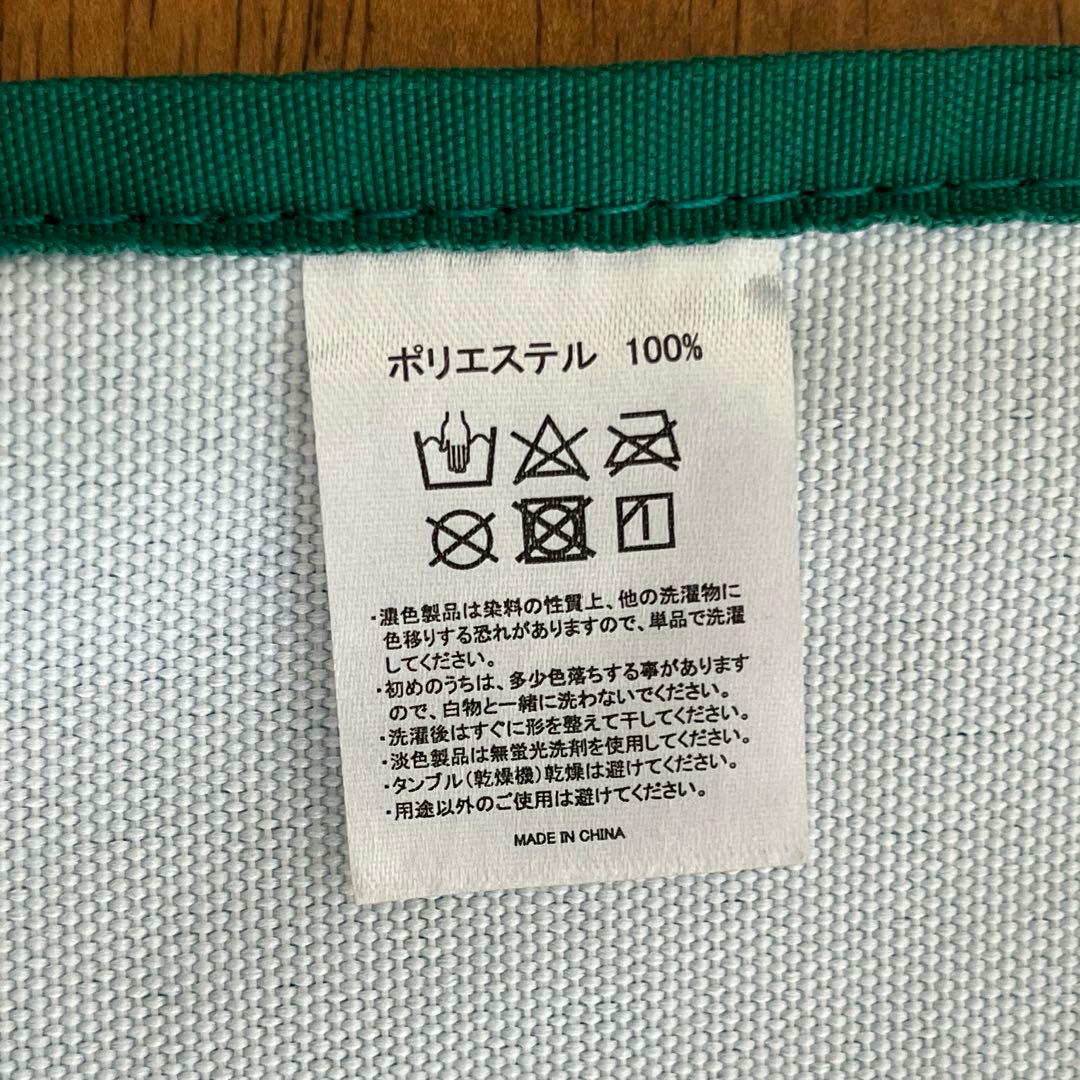 ポリエステル 100%
・濃色製品は染料の性質上、他の洗濯物に
色移りする恐れがありますので、単品で洗濯
してください。
・初めのうちは、多少色落ちする事があります
ので、白物と一緒に洗わないでください。
・洗濯後はすぐに形を整えて干してください。
・淡色製品は無蛍光洗剤を使用してください。
・タンブル(乾燥機)乾燥は避けてください。
・用途以外のご使用は避けてください。
MADE IN CHINA